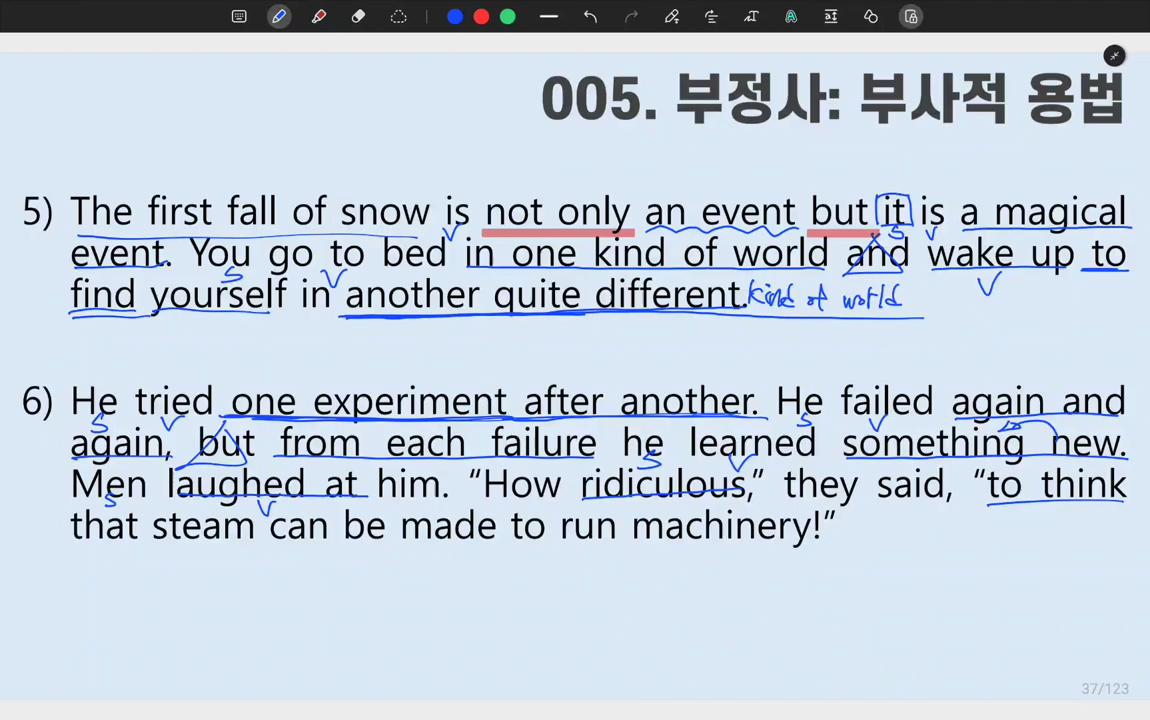 005. 부정사: 부사적 용법
5) The first fall of snow is not only an event but it is a magical
V S V
event. You go to bed in one kind of world and wake up to
S V V
find yourself in another quite different. kind of world
6) He tried one experiment after another. He failed again and
S V S V
again, but from each failure he learned something new.
S V
Men laughed at him. “How ridiculous,” they said, “to think
S V
that steam can be made to run machinery!”
37/123